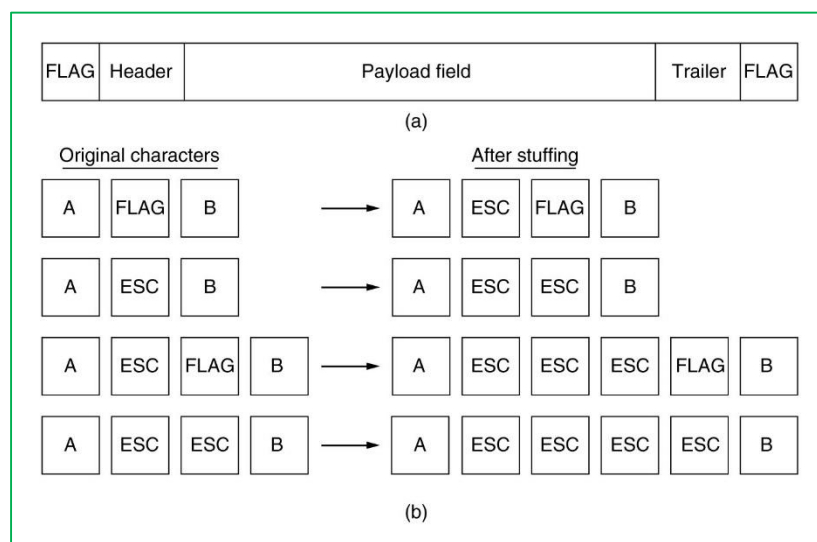 FLAG Header Payload field Trailer FLAG
(a)
Original characters After stuffing
A FLAG B A ESC FLAG B
A ESC B A ESC ESC B
A ESC FLAG B A ESC ESC ESC FLAG B
A ESC ESC B A ESC ESC ESC ESC B
(b)